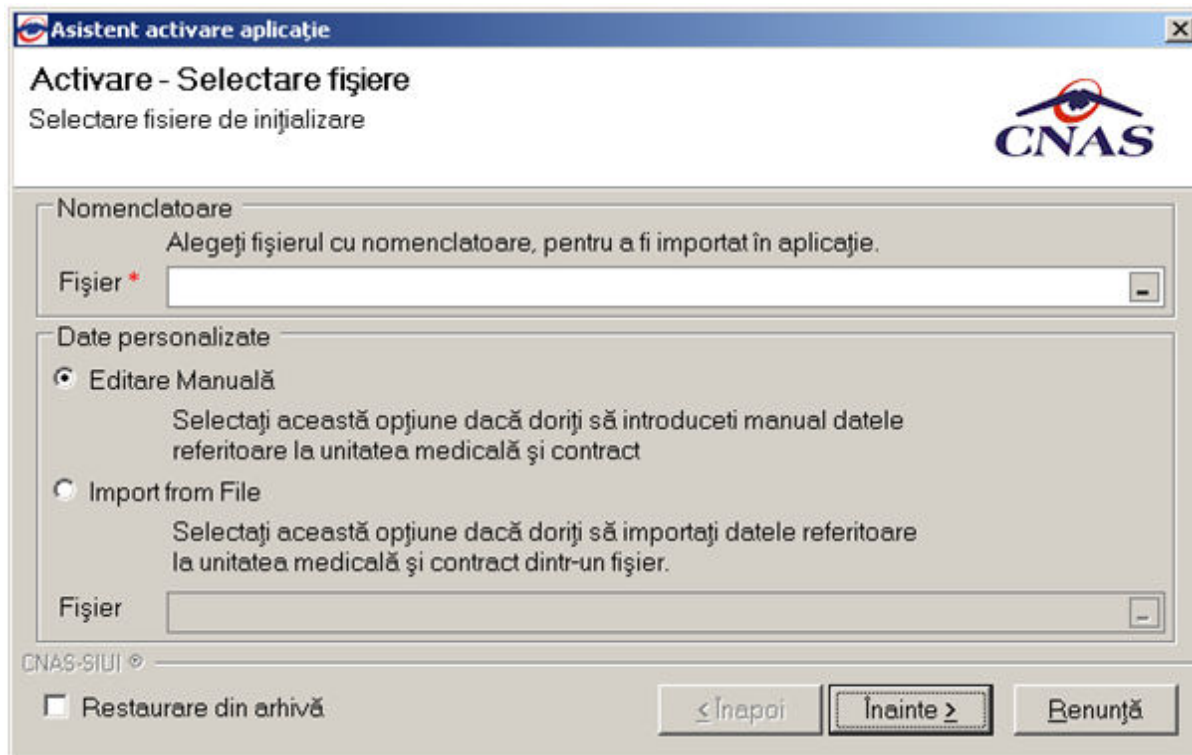 Asistent activare aplicaţie
Activare - Selectare fişiere
Selectare fisiere de iniţializare
CNAS
Nomenclatoare
Alegeţi fişierul cu nomenclatoare, pentru a fi importat în aplicaţie.
Fişier *
Date personalizate
Editare Manuală
Selectaţi această opţiune dacă doriţi să introduceti manual datele
referitoare la unitatea medicală şi contract
Import from File
Selectaţi această opţiune dacă doriţi să importaţi datele referitoare
la unitatea medicală şi contract dintr-un fişier.
Fişier
CNAS-SIUI ©
Restaurare din arhivă
< Înapoi
Înainte >
Renunţă